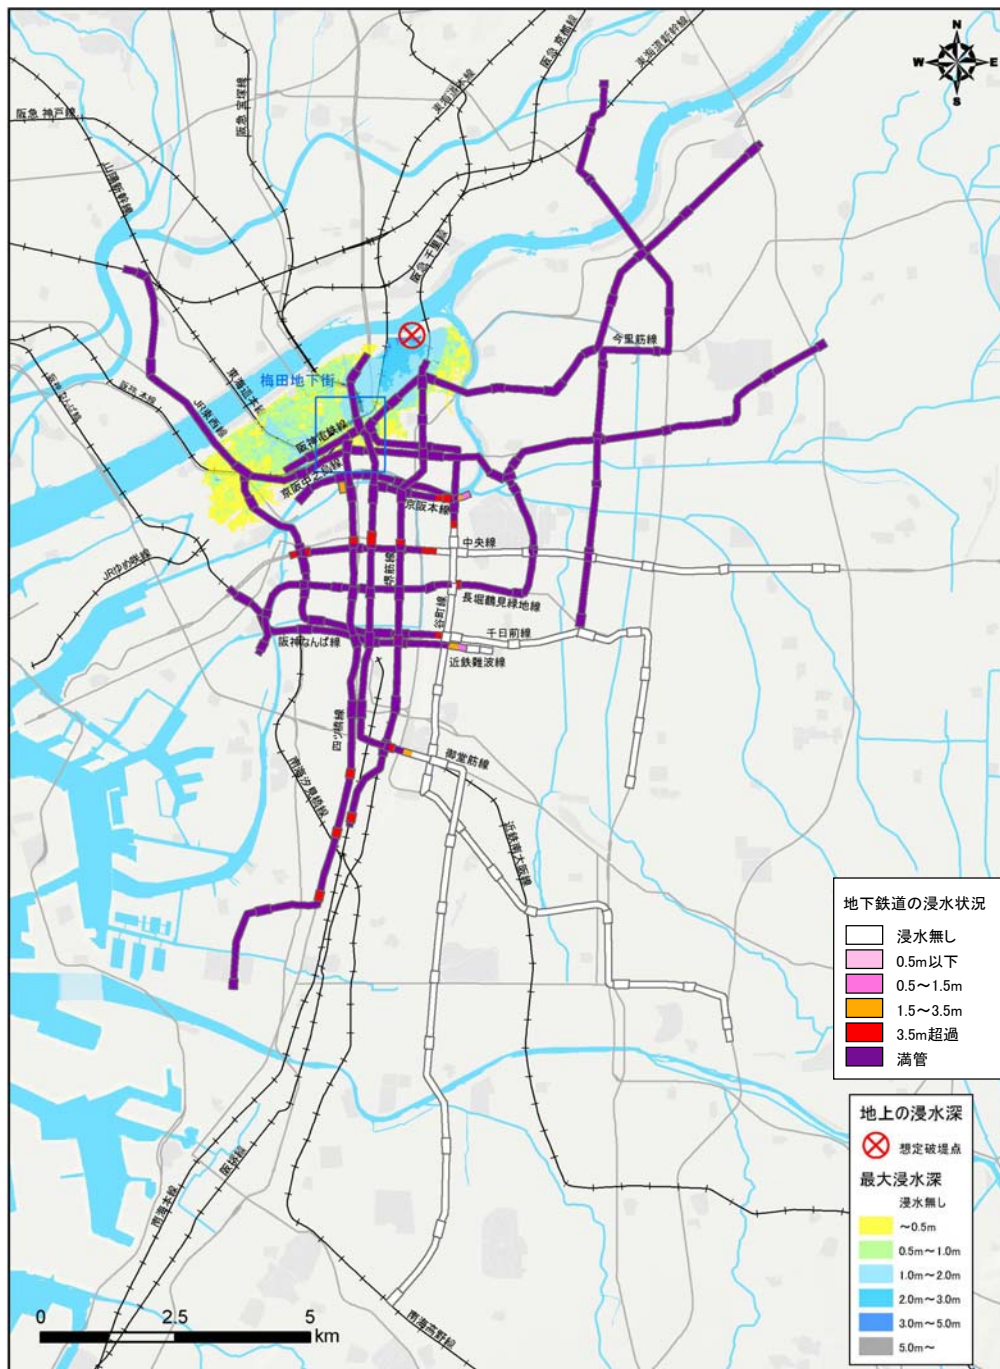 N
W
E
S
阪急 神戸線
阪急 宝塚線
東海道本線
阪急 京都線
東海道新幹線
山陽新幹線
阪急 千里線
今里筋線
梅田地下街
東海道本線
阪神なんば線
阪神 本線
JR東西線
阪神電鉄線
京阪中之島線
京阪本線
中央線
JRゆめ咲線
堺筋線
長堀鶴見緑地線
谷町線
千日前線
阪神なんば線
近鉄難波線
四ツ橋線
御堂筋線
南海汐見橋線
近鉄南大阪線
阪堺線
南海本線
南海高野線
地下鉄道の浸水状況
浸水無し
0.5m以下
0.5～1.5m
1.5～3.5m
3.5m超過
満管
地上の浸水深
想定破堤点
最大浸水深
浸水無し
～0.5m
0.5m～1.0m
1.0m～2.0m
2.0m～3.0m
3.0m～5.0m
5.0m～
0 2.5 5
km